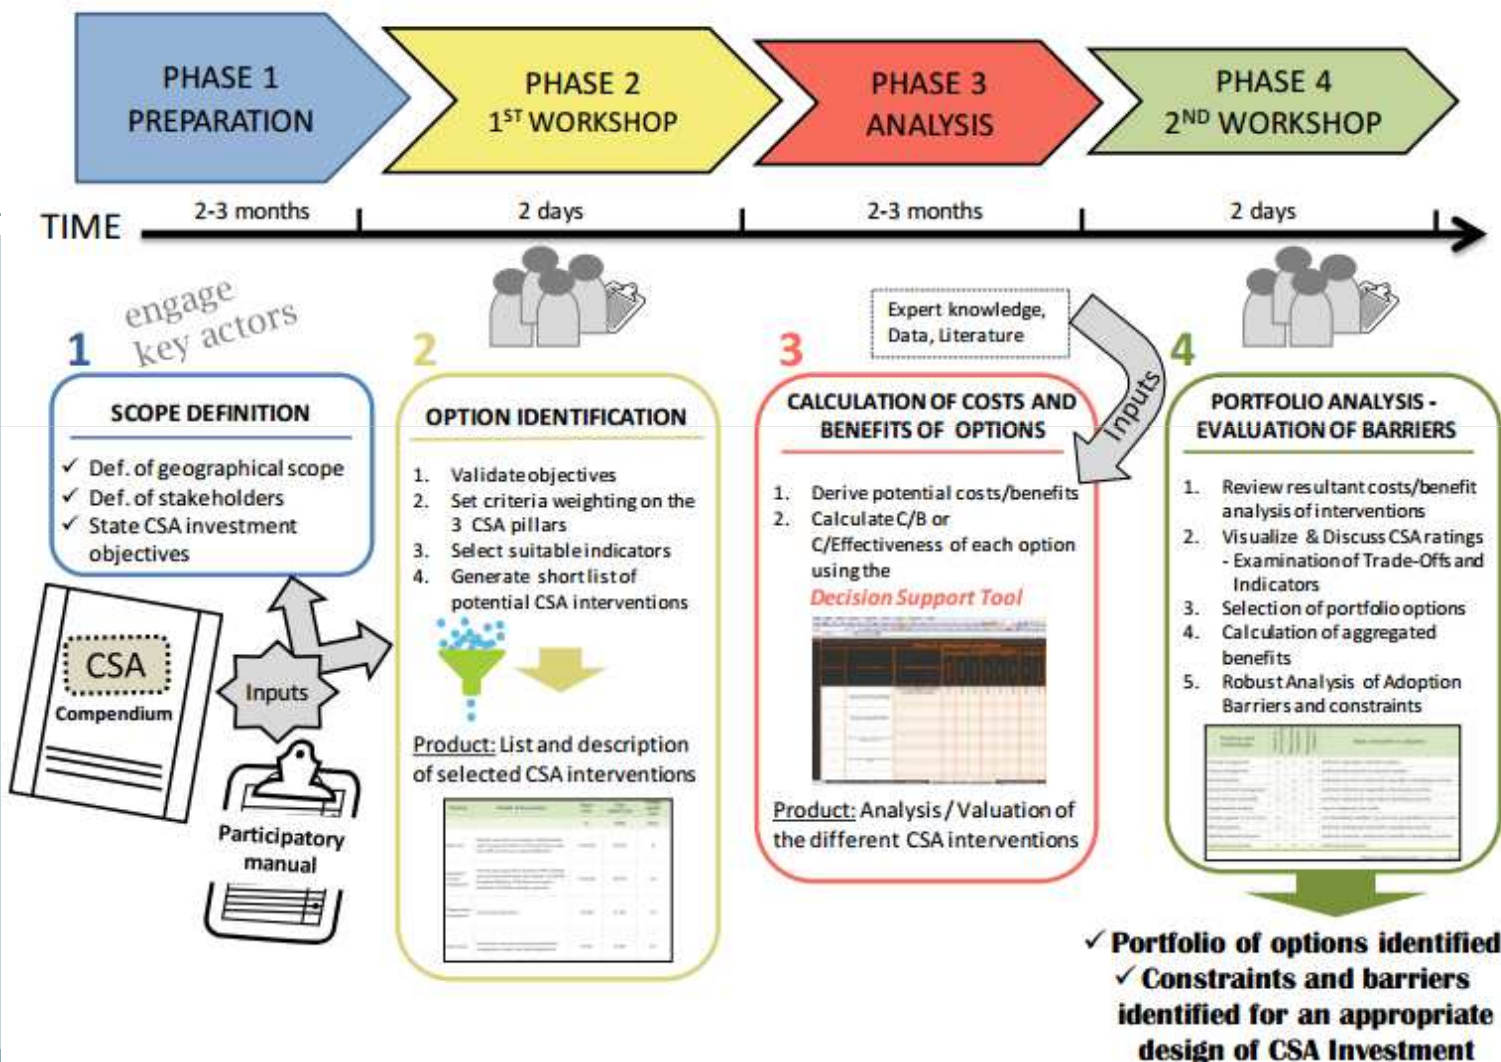 PHASE 1
PREPARATION
PHASE 2
1ST WORKSHOP
PHASE 3
ANALYSIS
PHASE 4
2ND WORKSHOP
TIME
2-3 months
2 days
2-3 months
2 days
engage
key actors
1
SCOPE DEFINITION
✓ Def. of geographical scope
✓ Def. of stakeholders
✓ State CSA investment
objectives
CSA
Compendium
Inputs
Participatory
manual
2
OPTION IDENTIFICATION
1. Validate objectives
2. Set criteria weighting on the
3 CSA pillars
3. Select suitable indicators
4. Generate short list of
potential CSA interventions
Product: List and description
of selected CSA interventions
Expert knowledge,
Data, Literature
Inputs
3
CALCULATION OF COSTS AND
BENEFITS OF OPTIONS
1. Derive potential costs/benefits
2. Calculate C/B or
C/Effectiveness of each option
using the
Decision Support Tool
Product: Analysis / Valuation of
the different CSA interventions
4
PORTFOLIO ANALYSIS -
EVALUATION OF BARRIERS
1. Review resultant costs/benefit
analysis of interventions
2. Visualize & Discuss CSA ratings
- Examination of Trade-Offs and
Indicators
3. Selection of portfolio options
4. Calculation of aggregated
benefits
5. Robust Analysis of Adoption
Barriers and constraints
✓ Portfolio of options identified
✓ Constraints and barriers
identified for an appropriate
design of CSA Investment